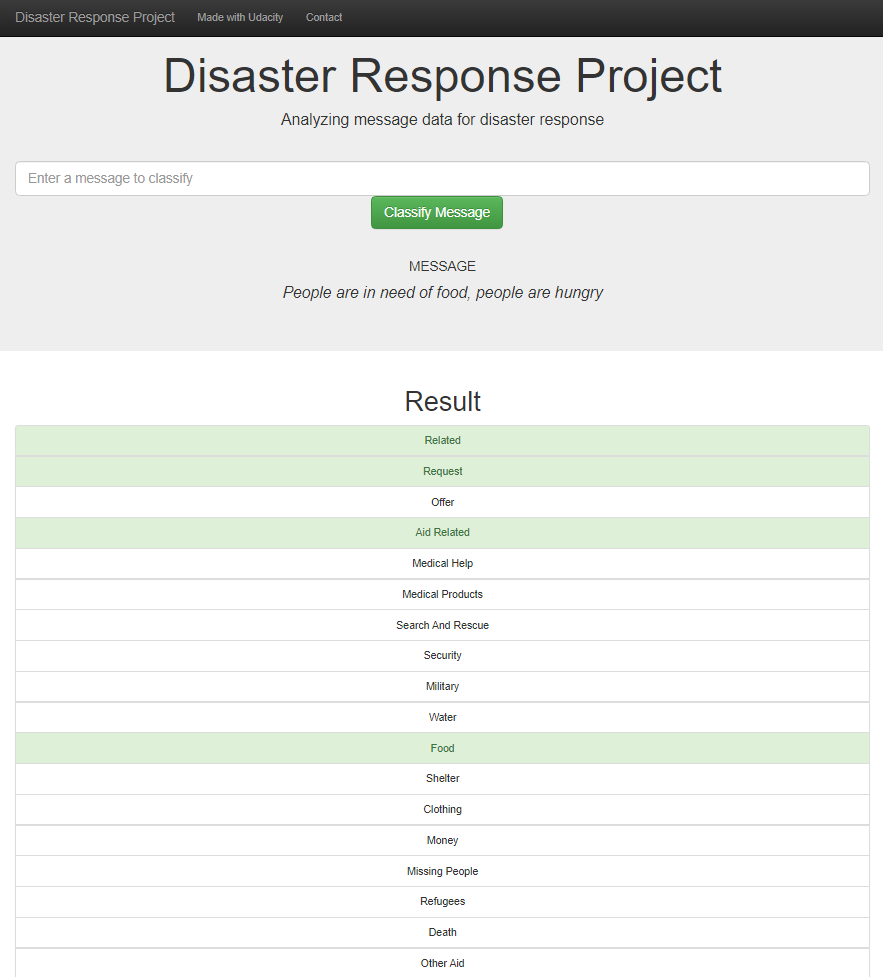 Disaster Response Project Made with Udacity Contact
Disaster Response Project
Analyzing message data for disaster response
Enter a message to classify
Classify Message
MESSAGE
People are in need of food, people are hungry
Result
Related
Request
Offer
Aid Related
Medical Help
Medical Products
Search And Rescue
Security
Military
Water
Food
Shelter
Clothing
Money
Missing People
Refugees
Death
Other Aid